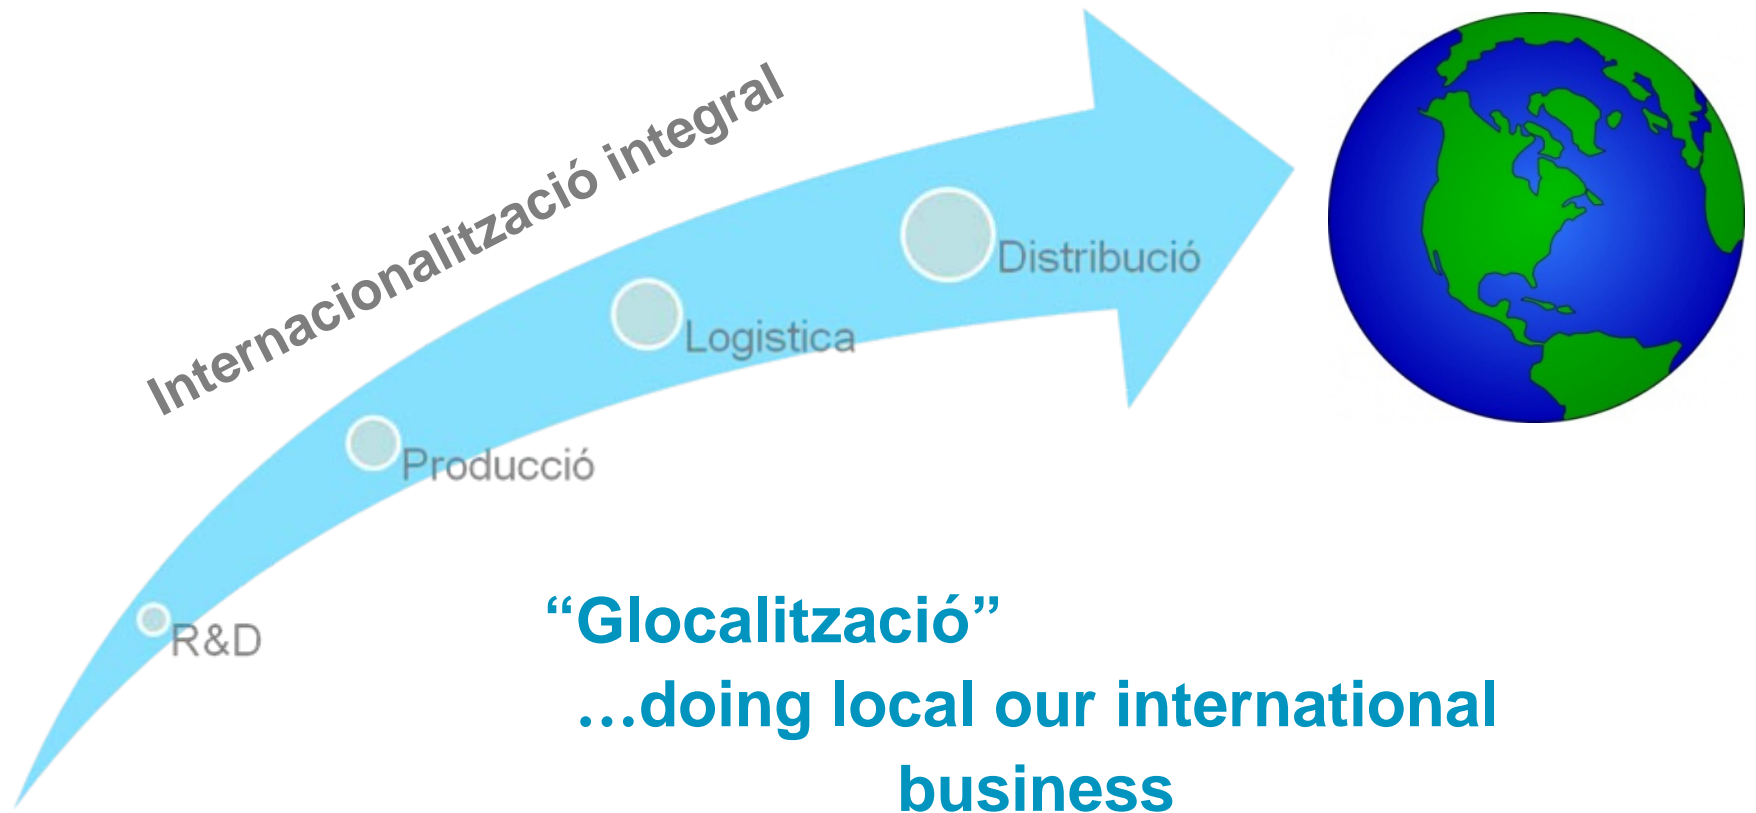 Internacionalització integral
Distribució
Logistica
Producció
R&D
“Glocalització”
…doing local our international
business